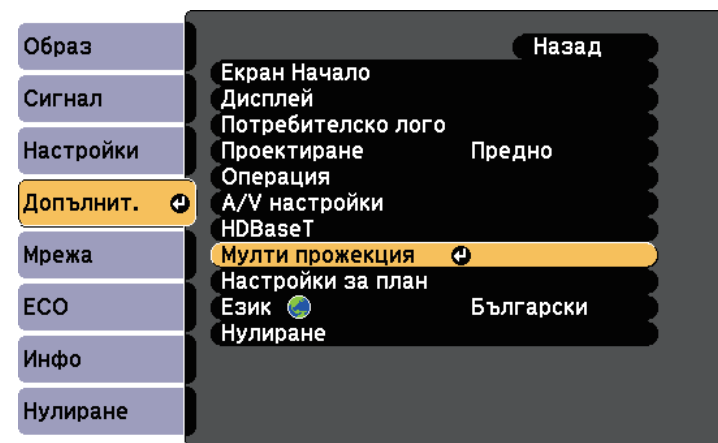 Образ
Сигнал
Настройки
Допълнит.
Мрежа
ECO
Инфо
Нулиране
Назад
Екран Начало
Дисплей
Потребителско лого
Проектиране Предно
Операция
A/V настройки
HDBaseT
Мулти прожекция
Настройки за план
Език Български
Нулиране